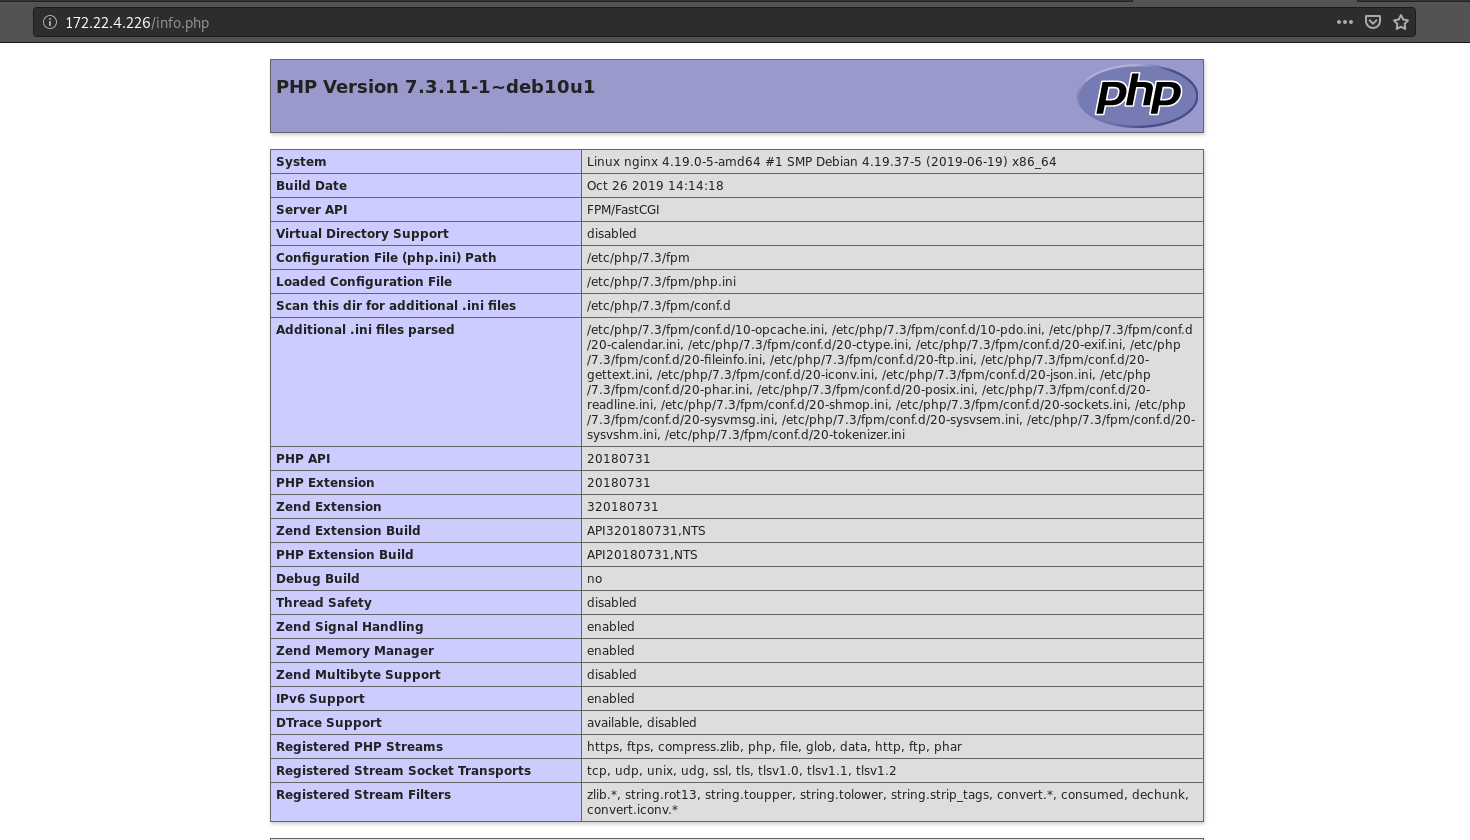 172.22.4.226/info.php
PHP Version 7.3.11-1~deb10u1
php
System Linux nginx 4.19.0-5-amd64 #1 SMP Debian 4.19.37-5 (2019-06-19) x86_64
Build Date Oct 26 2019 14:14:18
Server API FPM/FastCGI
Virtual Directory Support disabled
Configuration File (php.ini) Path /etc/php/7.3/fpm
Loaded Configuration File /etc/php/7.3/fpm/php.ini
Scan this dir for additional .ini files /etc/php/7.3/fpm/conf.d
Additional .ini files parsed /etc/php/7.3/fpm/conf.d/10-opcache.ini, /etc/php/7.3/fpm/conf.d/10-pdo.ini, /etc/php/7.3/fpm/conf.d
/20-calendar.ini, /etc/php/7.3/fpm/conf.d/20-ctype.ini, /etc/php/7.3/fpm/conf.d/20-exif.ini, /etc/php
/7.3/fpm/conf.d/20-fileinfo.ini, /etc/php/7.3/fpm/conf.d/20-ftp.ini, /etc/php/7.3/fpm/conf.d/20-
gettext.ini, /etc/php/7.3/fpm/conf.d/20-iconv.ini, /etc/php/7.3/fpm/conf.d/20-json.ini, /etc/php
/7.3/fpm/conf.d/20-phar.ini, /etc/php/7.3/fpm/conf.d/20-posix.ini, /etc/php/7.3/fpm/conf.d/20-
readline.ini, /etc/php/7.3/fpm/conf.d/20-shmop.ini, /etc/php/7.3/fpm/conf.d/20-sockets.ini, /etc/php
/7.3/fpm/conf.d/20-sysvmsg.ini, /etc/php/7.3/fpm/conf.d/20-sysvsem.ini, /etc/php/7.3/fpm/conf.d/20-
sysvshm.ini, /etc/php/7.3/fpm/conf.d/20-tokenizer.ini
PHP API 20180731
PHP Extension 20180731
Zend Extension 320180731
Zend Extension Build API320180731,NTS
PHP Extension Build API20180731,NTS
Debug Build no
Thread Safety disabled
Zend Signal Handling enabled
Zend Memory Manager enabled
Zend Multibyte Support disabled
IPv6 Support enabled
DTrace Support available, disabled
Registered PHP Streams https, ftps, compress.zlib, php, file, glob, data, http, ftp, phar
Registered Stream Socket Transports tcp, udp, unix, udg, ssl, tls, tlsv1.0, tlsv1.1, tlsv1.2
Registered Stream Filters zlib.*, string.rot13, string.toupper, string.tolower, string.strip_tags, convert.*, consumed, dechunk,
convert.iconv.*